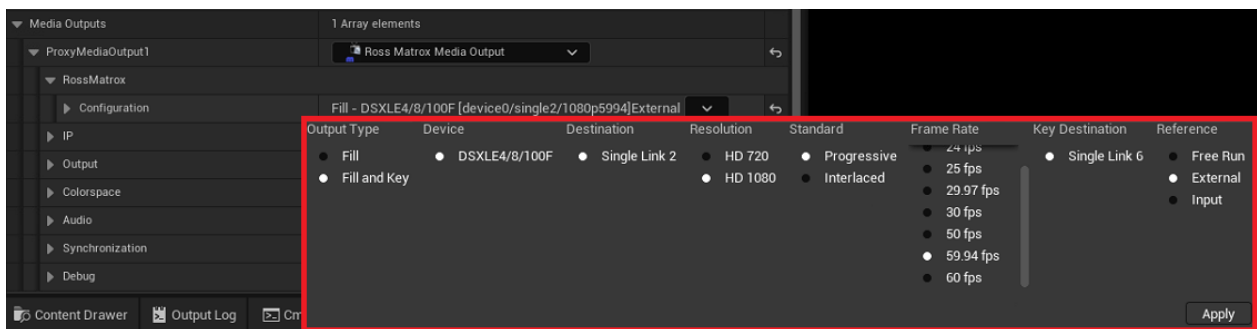 Media Outputs 1 Array elements
ProxyMediaOutput1 Ross Matrox Media Output
RossMatrox
Configuration Fill - DSXLE4/8/100F [device0/single2/1080p5994]External
IP
Output
Colorspace
Audio
Synchronization
Debug
Output Type Device Destination Resolution Standard Frame Rate Key Destination Reference
Fill DSXLE4/8/100F Single Link 2 HD 720 Progressive 24 fps Single Link 6 Free Run
Fill and Key HD 1080 Interlaced 25 fps External
29.97 fps Input
30 fps
50 fps
59.94 fps
60 fps
Apply
Content Drawer Output Log Cm